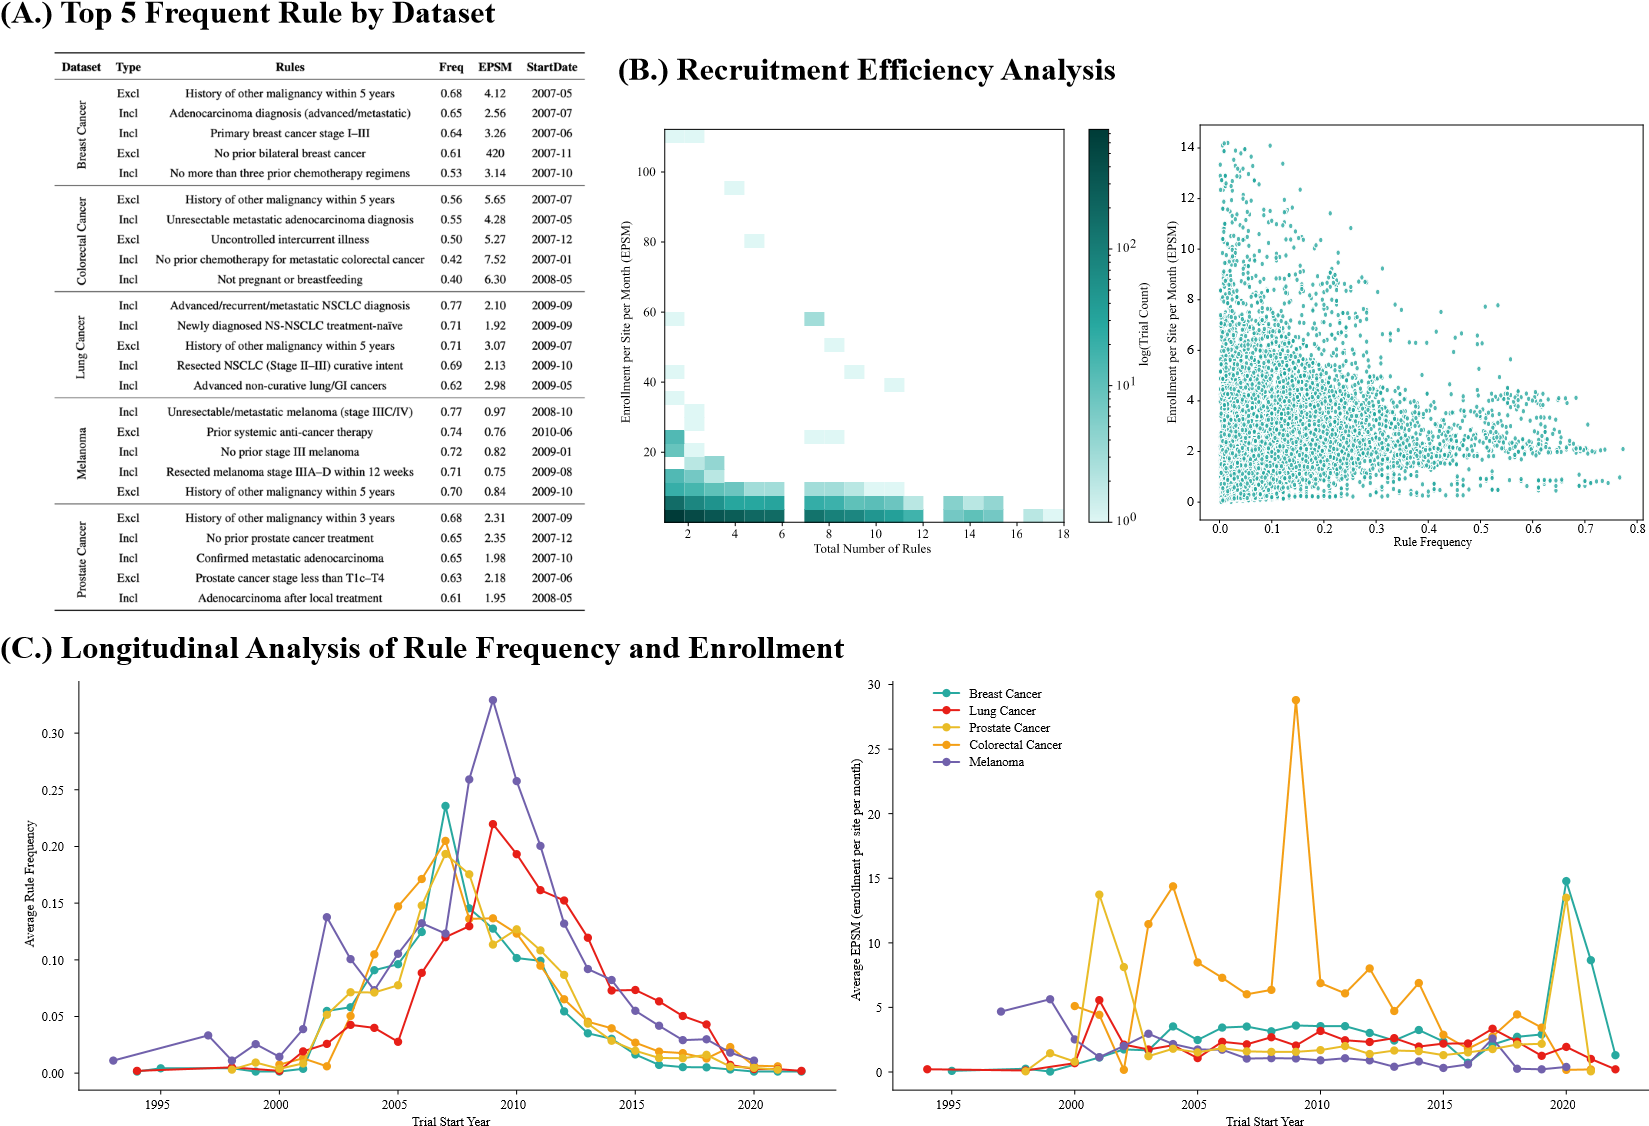 (A.) Top 5 Frequent Rule by Dataset
Dataset Type Rules Freq EPSM StartDate
Breast Cancer
Excl History of other malignancy within 5 years 0.68 4.12 2007-05
Incl Adenocarcinoma diagnosis (advanced/metastatic) 0.65 2.56 2007-07
Incl Primary breast cancer stage I–III 0.64 3.26 2007-06
Excl No prior bilateral breast cancer 0.61 420 2007-11
Incl No more than three prior chemotherapy regimens 0.53 3.14 2007-10
Colorectal Cancer
Excl History of other malignancy within 5 years 0.56 5.65 2007-07
Incl Unresectable metastatic adenocarcinoma diagnosis 0.55 4.28 2007-05
Excl Uncontrolled intercurrent illness 0.50 5.27 2007-12
Incl No prior chemotherapy for metastatic colorectal cancer 0.42 7.52 2007-01
Incl Not pregnant or breastfeeding 0.40 6.30 2008-05
Lung Cancer
Incl Advanced/recurrent/metastatic NSCLC diagnosis 0.77 2.10 2009-09
Incl Newly diagnosed NS-NSCLC treatment-naïve 0.71 1.92 2009-09
Excl History of other malignancy within 5 years 0.71 3.07 2009-07
Incl Resected NSCLC (Stage II–III) curative intent 0.69 2.13 2009-10
Incl Advanced non-curative lung/GI cancers 0.62 2.98 2009-05
Melanoma
Incl Unresectable/metastatic melanoma (stage IIIC/IV) 0.77 0.97 2008-10
Excl Prior systemic anti-cancer therapy 0.74 0.76 2010-06
Incl No prior stage III melanoma 0.72 0.82 2009-01
Incl Resected melanoma stage IIIA–D within 12 weeks 0.71 0.75 2009-08
Excl History of other malignancy within 5 years 0.70 0.84 2009-10
Prostate Cancer
Excl History of other malignancy within 3 years 0.68 2.31 2007-09
Incl No prior prostate cancer treatment 0.65 2.35 2007-12
Incl Confirmed metastatic adenocarcinoma 0.65 1.98 2007-10
Excl Prostate cancer stage less than T1c–T4 0.63 2.18 2007-06
Incl Adenocarcinoma after local treatment 0.61 1.95 2008-05
(B.) Recruitment Efficiency Analysis
Enrollment per Site per Month (EPSM)
100
80
60
40
20
2 4 6 8 10 12 14 16 18
Total Number of Rules
10²
10¹
10⁰
log(Trial Count)
Enrollment per Site per Month (EPSM)
14
12
10
8
6
4
2
0
0.0 0.1 0.2 0.3 0.4 0.5 0.6 0.7 0.8
Rule Frequency
(C.) Longitudinal Analysis of Rule Frequency and Enrollment
Average Rule Frequency
0.30
0.25
0.20
0.15
0.10
0.05
0.00
1995 2000 2005 2010 2015 2020
Trial Start Year
Average EPSM (enrollment per site per month)
30
25
20
15
10
5
0
Breast Cancer
Lung Cancer
Prostate Cancer
Colorectal Cancer
Melanoma
1995 2000 2005 2010 2015 2020
Trial Start Year